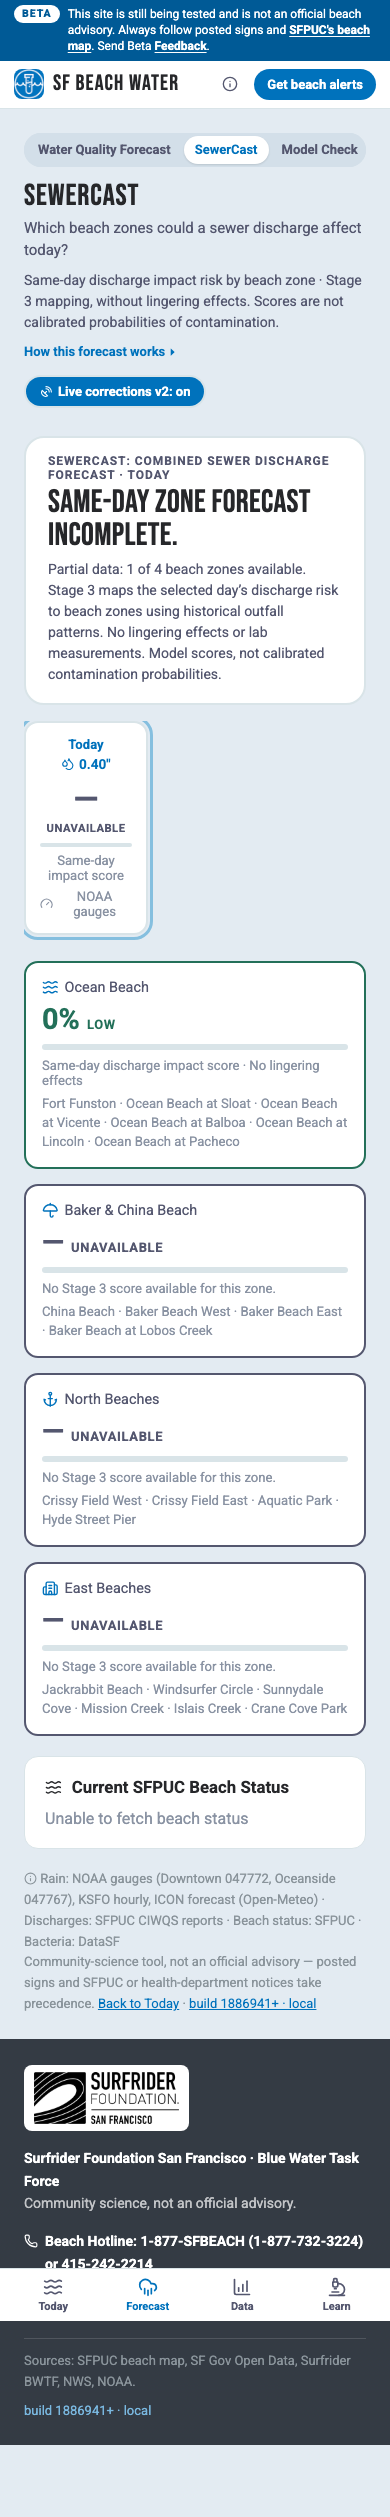 BETA
This site is still being tested and is not an official beach
advisory. Always follow posted signs and SFPUC's beach
map. Send Beta Feedback.
SF BEACH WATER
Get beach alerts
Water Quality Forecast
SewerCast
Model Check
SEWERCAST
Which beach zones could a sewer discharge affect
today?
Same-day discharge impact risk by beach zone · Stage
3 mapping, without lingering effects. Scores are not
calibrated probabilities of contamination.
How this forecast works
Live corrections v2: on
SEWERCAST: COMBINED SEWER DISCHARGE
FORECAST · TODAY
SAME-DAY ZONE FORECAST
INCOMPLETE.
Partial data: 1 of 4 beach zones available.
Stage 3 maps the selected day's discharge risk
to beach zones using historical outfall
patterns. No lingering effects or lab
measurements. Model scores, not calibrated
contamination probabilities.
Today
0.40"
—
UNAVAILABLE
Same-day
impact score
NOAA
gauges
Ocean Beach
0% LOW
Same-day discharge impact score · No lingering
effects
Fort Funston · Ocean Beach at Sloat · Ocean Beach
at Vicente · Ocean Beach at Balboa · Ocean Beach at
Lincoln · Ocean Beach at Pacheco
Baker & China Beach
— UNAVAILABLE
No Stage 3 score available for this zone.
China Beach · Baker Beach West · Baker Beach East
· Baker Beach at Lobos Creek
North Beaches
— UNAVAILABLE
No Stage 3 score available for this zone.
Crissy Field West · Crissy Field East · Aquatic Park ·
Hyde Street Pier
East Beaches
— UNAVAILABLE
No Stage 3 score available for this zone.
Jackrabbit Beach · Windsurfer Circle · Sunnydale
Cove · Mission Creek · Islais Creek · Crane Cove Park
Current SFPUC Beach Status
Unable to fetch beach status
Rain: NOAA gauges (Downtown 047772, Oceanside
047767), KSFO hourly, ICON forecast (Open-Meteo) ·
Discharges: SFPUC CIWQS reports · Beach status: SFPUC ·
Bacteria: DataSF
Community-science tool, not an official advisory — posted
signs and SFPUC or health-department notices take
precedence. Back to Today · build 1886941+ · local
SURFRIDER
FOUNDATION.
SAN FRANCISCO
Surfrider Foundation San Francisco · Blue Water Task
Force
Community science, not an official advisory.
Beach Hotline: 1-877-SFBEACH (1-877-732-3224)
or 415-242-2214
Today
Forecast
Data
Learn
Sources: SFPUC beach map, SF Gov Open Data, Surfrider
BWTF, NWS, NOAA.
build 1886941+ · local